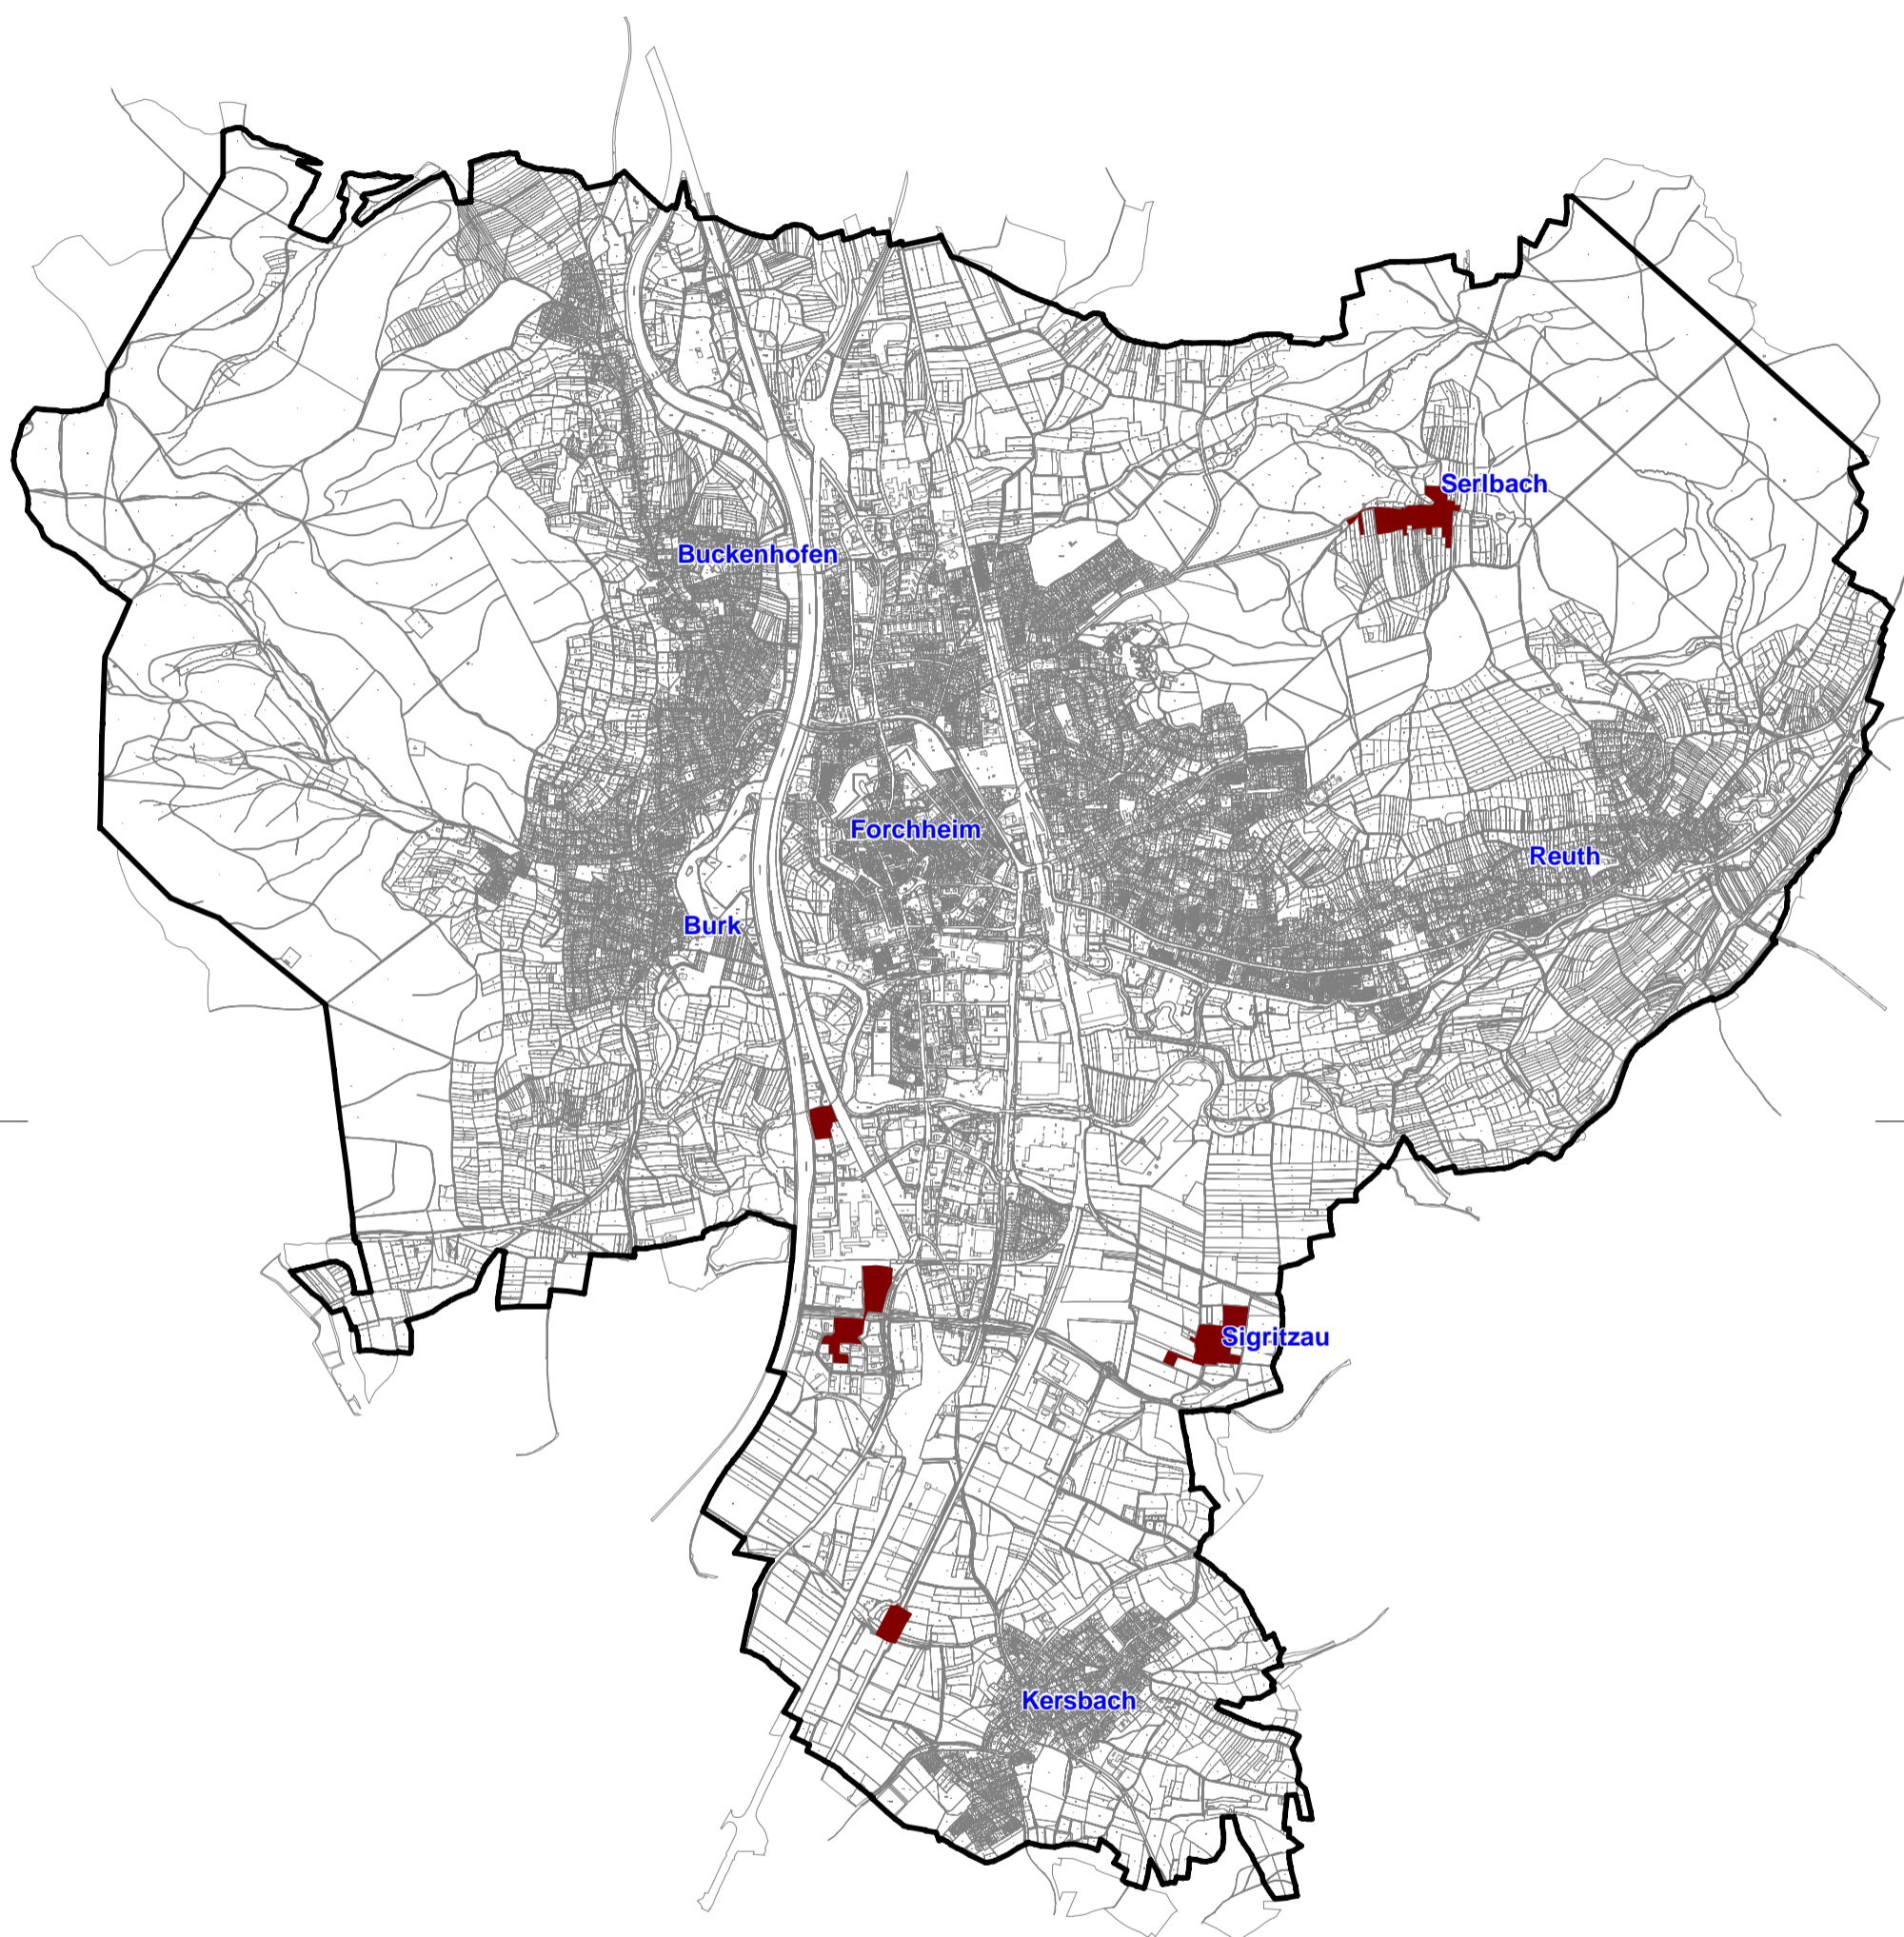 Serlbach
Buckenhofen
Forchheim
Reuth
Burk
Sigritzau
Kersbach